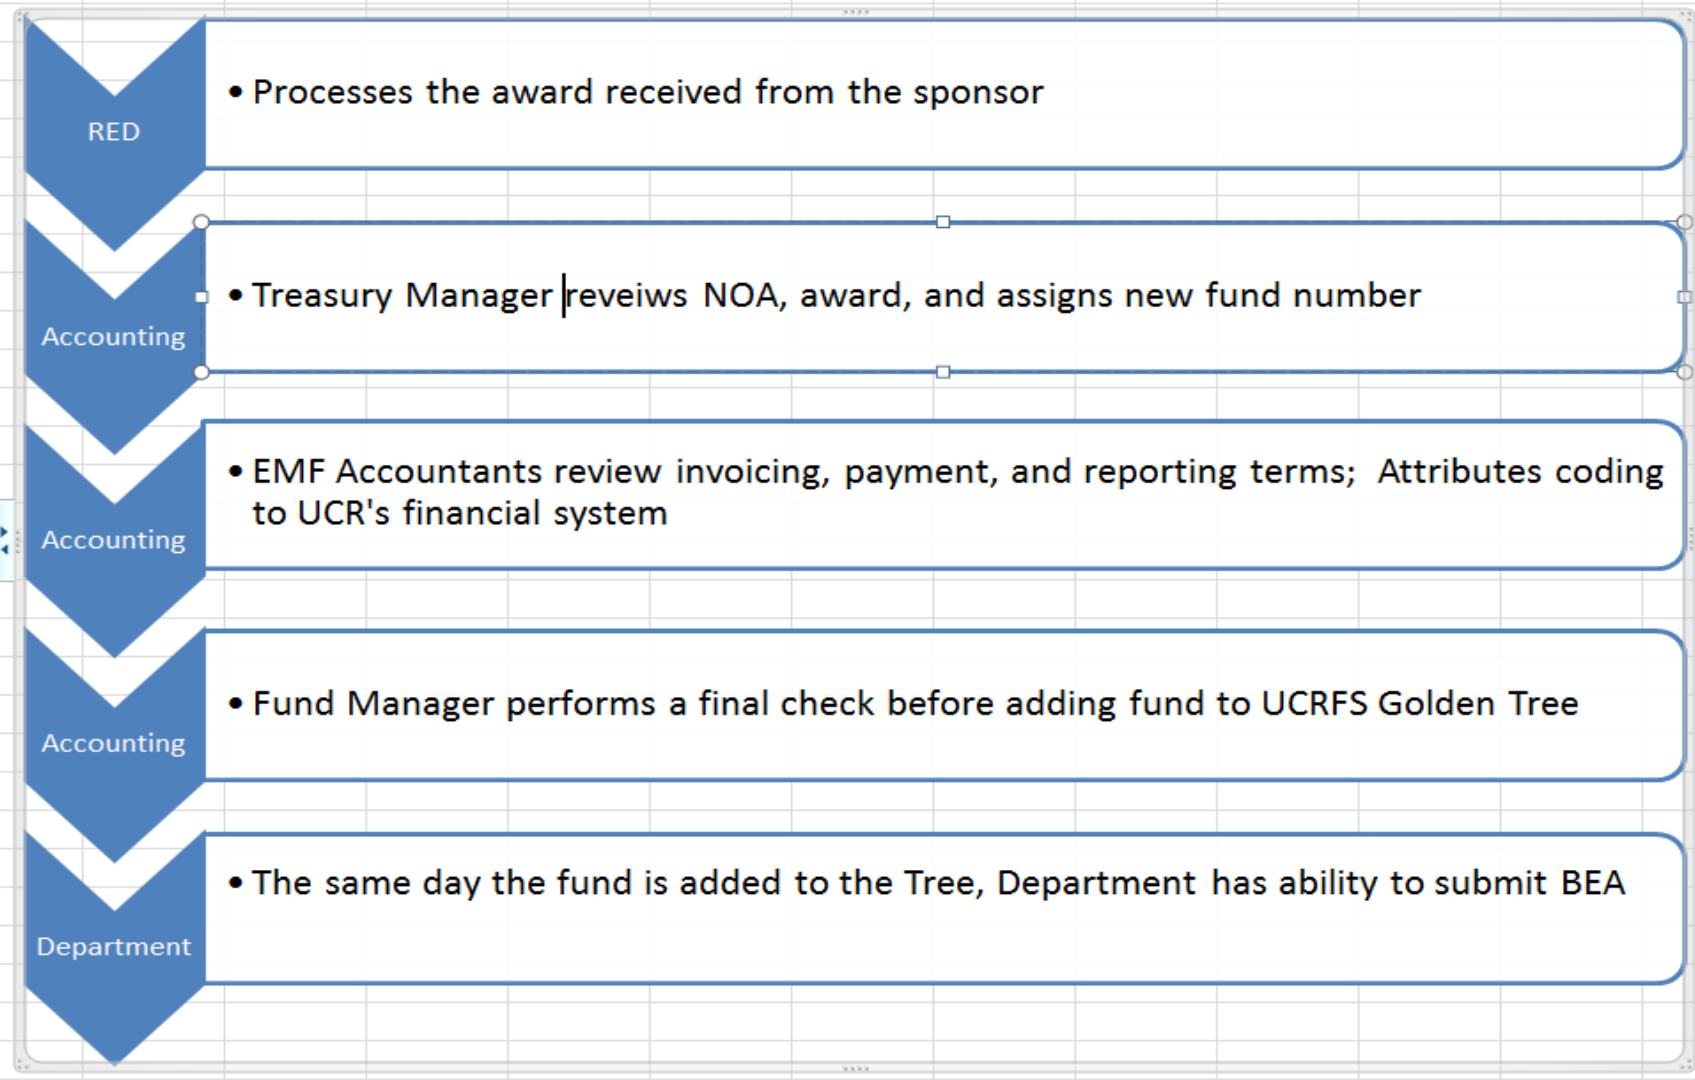 • Processes the award received from the sponsor
RED
• Treasury Manager reveiws NOA, award, and assigns new fund number
Accounting
• EMF Accountants review invoicing, payment, and reporting terms;  Attributes coding
to UCR's financial system
Accounting
• Fund Manager performs a final check before adding fund to UCRFS Golden Tree
Accounting
• The same day the fund is added to the Tree, Department has ability to submit BEA
Department